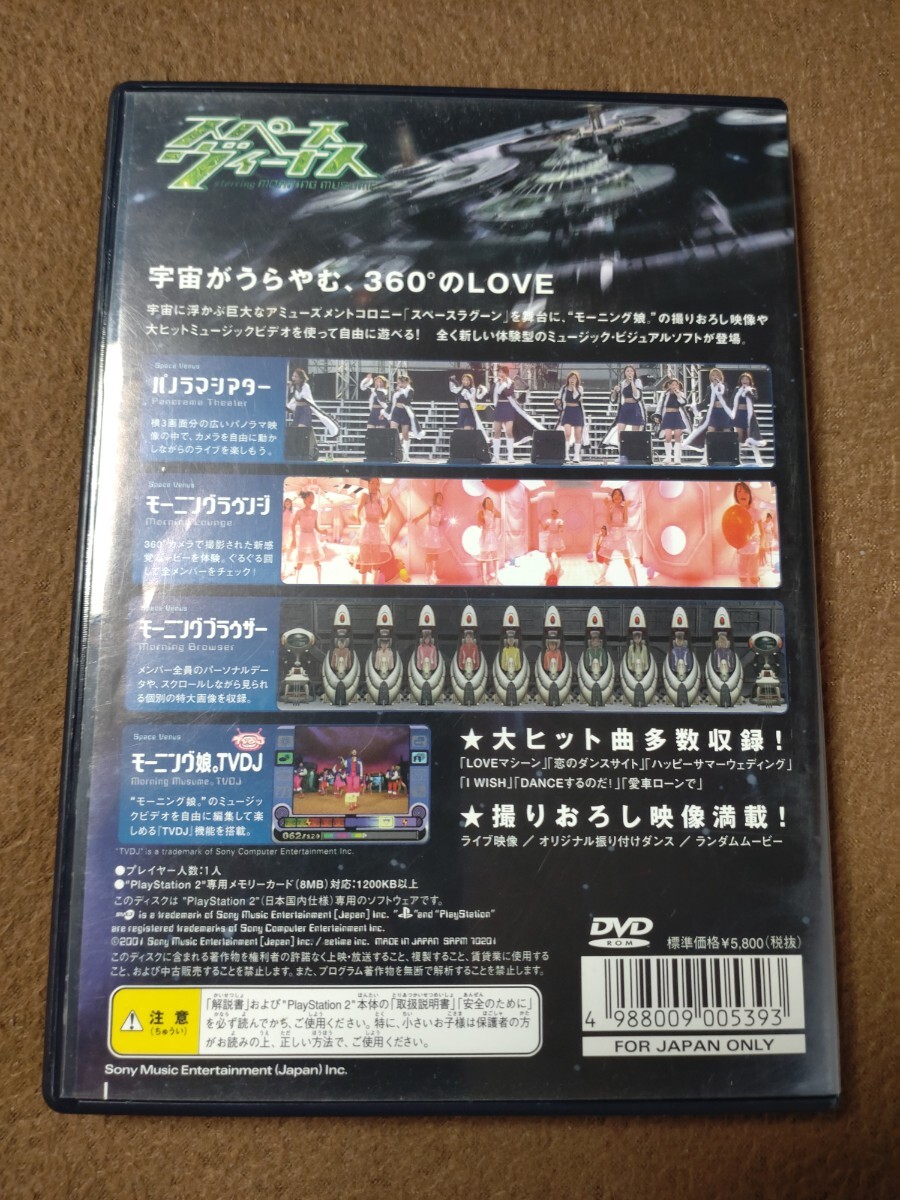 スペース
ヴィーナス
starring MORNING MUSUME。
宇宙がうらやむ、360°のLOVE
宇宙に浮かぶ巨大なアミューズメントコロニー「スペースラグーン」を舞台に、“モーニング娘。”の撮りおろし映像や
大ヒットミュージックビデオを使って自由に遊べる! 全く新しい体験型のミュージック・ビジュアルソフトが登場。
Space Venus
パノラマシアター
Panorama Theater
横3画面分の広いパノラマ映
像の中で、カメラを自由に動か
しながらのライブを楽しもう。
Space Venus
モーニングラウンジ
Morning Lounge
360°カメラで撮影された新感
覚ムービーを体験。ぐるぐる回
して全メンバーをチェック!
Space Venus
モーニングブラウザー
Morning Browser
メンバー全員のパーソナルデー
タや、スクロールしながら見られ
る個別の特大画像を収録。
Space Venus
モーニング娘。TVDJ
Morning Musume。TVDJ
“モーニング娘。”のミュージッ
クビデオを自由に編集して楽
しめる「TVDJ」機能を搭載。
062/120
"TVDJ" is a trademark of Sony Computer Entertainment Inc.
★大ヒット曲多数収録!
「LOVEマシーン」「恋のダンスサイト」「ハッピーサマーウェディング」
「I WISH」「DANCEするのだ!」「愛車ローンで」
★撮りおろし映像満載!
ライブ映像 / オリジナル振り付けダンス / ランダムムービー
●プレイヤー人数:1人
●"PlayStation 2"専用メモリーカード(8MB)対応:1200KB以上
このディスクは "PlayStation 2"(日本国内仕様)専用のソフトウェアです。
is a trademark of Sony Music Entertainment (Japan) Inc. " "and "PlayStation"
are registered trademarks of Sony Computer Entertainment Inc.
©2001 Sony Music Entertainment (Japan) Inc. / setime inc. MADE IN JAPAN SRPM 70201
このディスクに含まれる著作物を権利者の許諾なく上映・放送すること、複製すること、賃貸業に使用する
こと、および中古販売することを禁止します。また、プログラム著作物を無断で解析することを禁止します。
DVD
ROM
標準価格¥5,800(税抜)
4 988009 005393
FOR JAPAN ONLY
注意
(ちゅうい)
「解説書」および"PlayStation 2"本体の「取扱説明書」「安全のために」
を必ず読んでから、ご使用ください。特に、小さいお子様は保護者の方
がお読みの上、正しい方法で、ご使用ください。
Sony Music Entertainment (Japan) Inc.